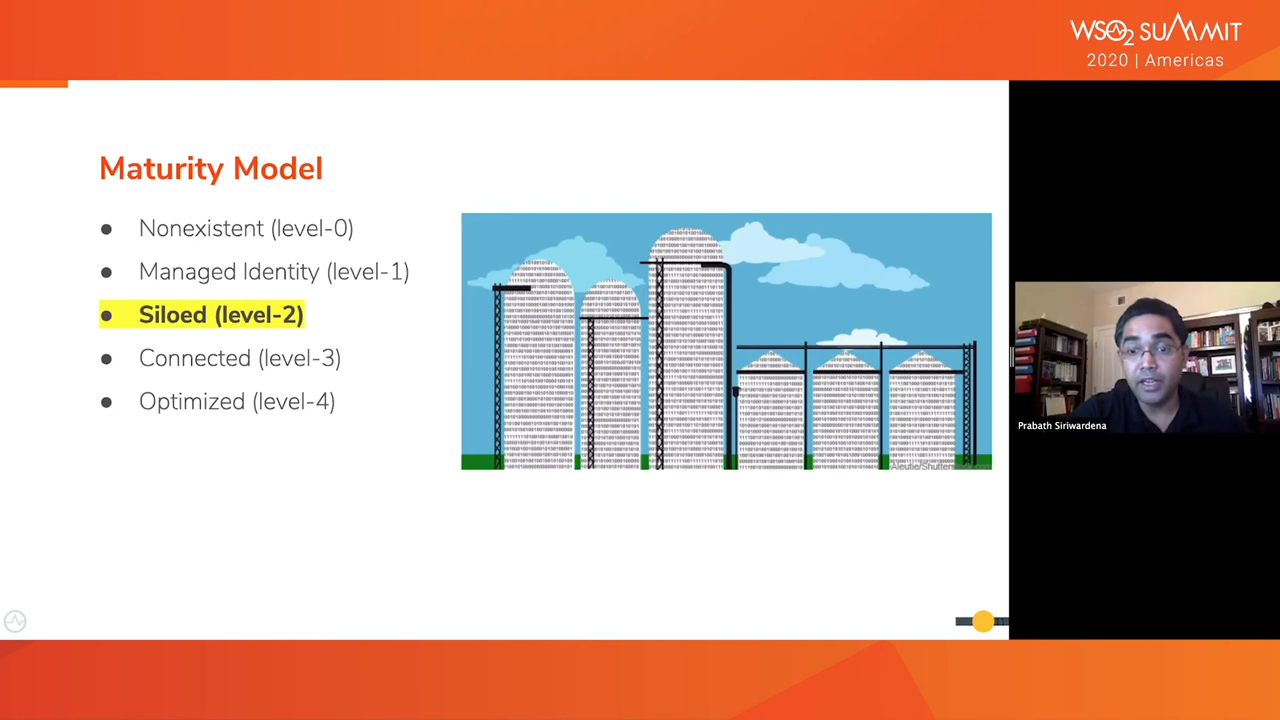 WSO2 SUMMIT
2020 | Americas
Maturity Model
● Nonexistent (level-0)
● Managed Identity (level-1)
● Siloed (level-2)
● Connected (level-3)
● Optimized (level-4)
Prabath Siriwardena